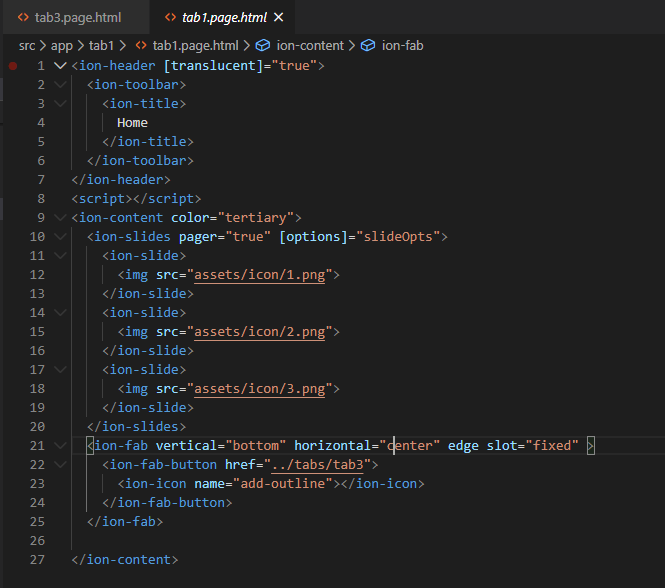 tab3.page.html tab1.page.html
src app tab1 tab1.page.html ion-content ion-fab
1 <ion-header [translucent]="true">
2 <ion-toolbar>
3 <ion-title>
4 Home
5 </ion-title>
6 </ion-toolbar>
7 </ion-header>
8 <script></script>
9 <ion-content color="tertiary">
10 <ion-slides pager="true" [options]="slideOpts">
11 <ion-slide>
12 <img src="assets/icon/1.png">
13 </ion-slide>
14 <ion-slide>
15 <img src="assets/icon/2.png">
16 </ion-slide>
17 <ion-slide>
18 <img src="assets/icon/3.png">
19 </ion-slide>
20 </ion-slides>
21 <ion-fab vertical="bottom" horizontal="center" edge slot="fixed" >
22 <ion-fab-button href="../tabs/tab3">
23 <ion-icon name="add-outline"></ion-icon>
24 </ion-fab-button>
25 </ion-fab>
26
27 </ion-content>